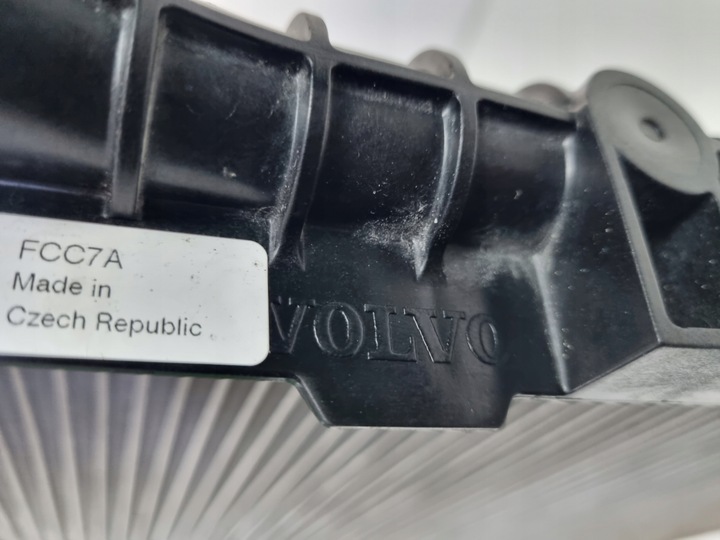 FCC7A
Made in
Czech Republic
VOLVO